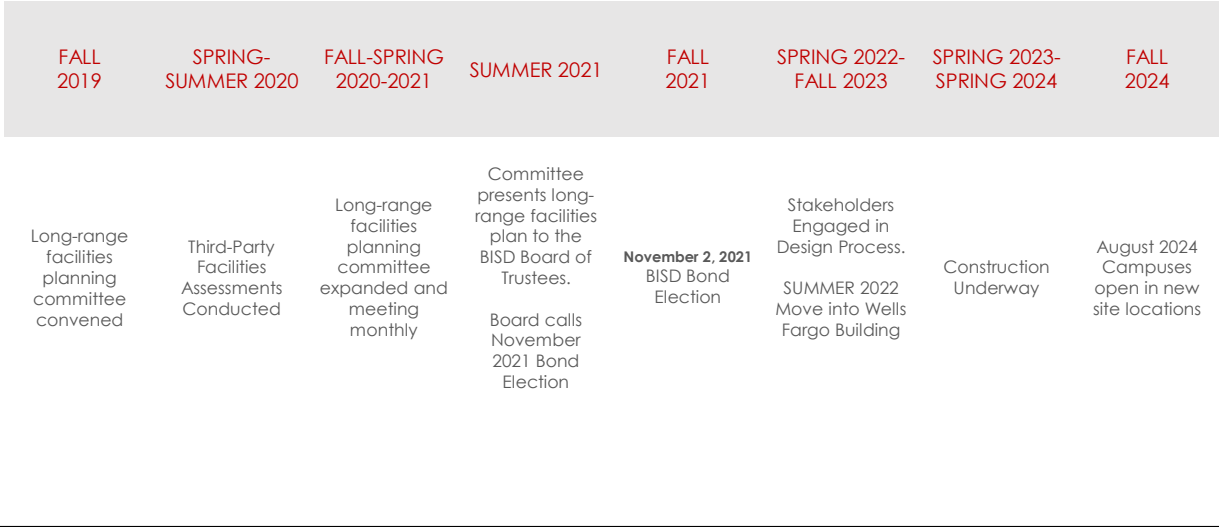 FALL
2019
SPRING-
SUMMER 2020
FALL-SPRING
2020-2021
SUMMER 2021
FALL
2021
SPRING 2022-
FALL 2023
SPRING 2023-
SPRING 2024
FALL
2024
Long-range
facilities
planning
committee
convened
Third-Party
Facilities
Assessments
Conducted
Long-range
facilities
planning
committee
expanded and
meeting
monthly
Committee
presents long-
range facilities
plan to the
BISD Board of
Trustees.
Board calls
November
2021 Bond
Election
November 2, 2021
BISD Bond
Election
Stakeholders
Engaged in
Design Process.
SUMMER 2022
Move into Wells
Fargo Building
Construction
Underway
August 2024
Campuses
open in new
site locations